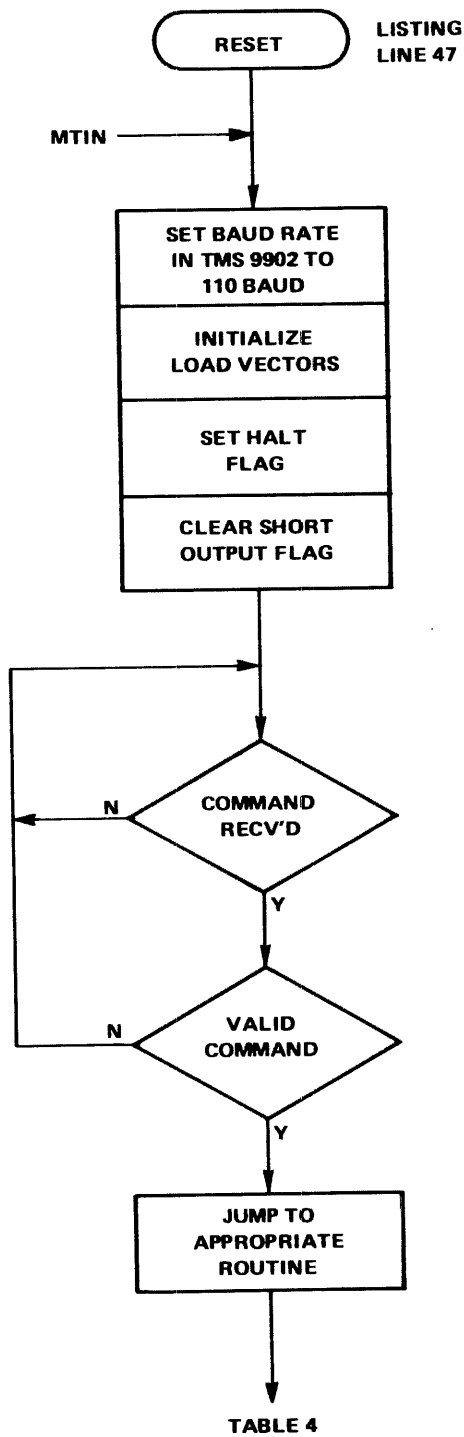 RESET
LISTING
LINE 47
MTIN
SET BAUD RATE
IN TMS 9902 TO
110 BAUD
INITIALIZE
LOAD VECTORS
SET HALT
FLAG
CLEAR SHORT
OUTPUT FLAG
N
COMMAND
RECV'D
Y
N
VALID
COMMAND
Y
JUMP TO
APPROPRIATE
ROUTINE
TABLE 4